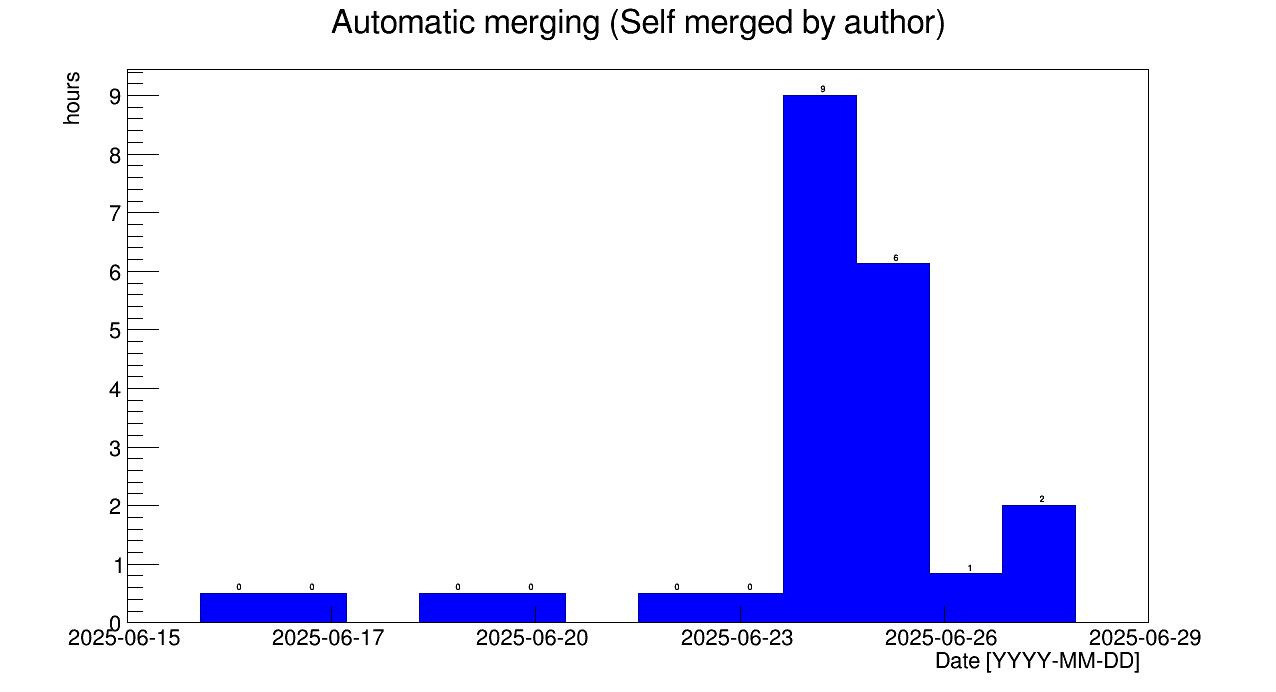 Automatic merging (Self merged by author)
hours
9
8
7
6
5
4
3
2
1
0
9
6
2
1
0 0 0 0 0 0
2025-06-15 2025-06-17 2025-06-20 2025-06-23 2025-06-26 2025-06-29
Date [YYYY-MM-DD]